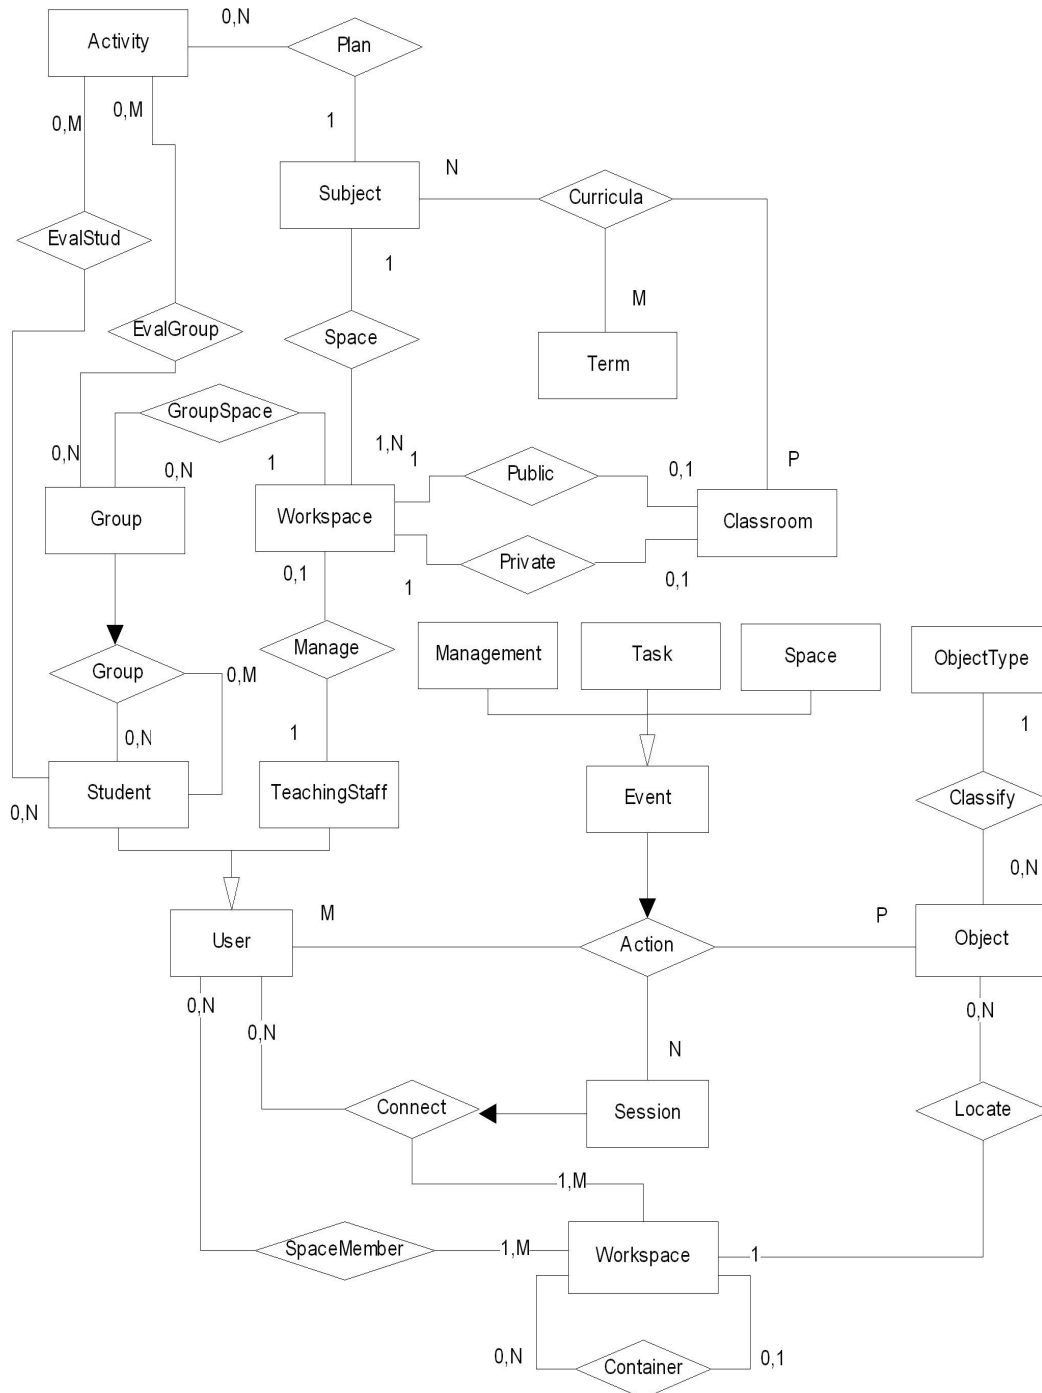 0,N
Activity
Plan
0,M
0,M
1
N
Subject
Curricula
EvalStud
1
M
EvalGroup
Space
Term
GroupSpace
0,N
0,N
1
1,N
1
Public
0,1
P
Group
Workspace
Classroom
Private
0,1
1
0,1
Management
Task
Space
ObjectType
Group
0,M
Manage
0,N
1
1
Student
TeachingStaff
Event
Classify
0,N
0,N
M
P
User
Action
Object
0,N
0,N
0,N
N
Connect
Session
Locate
1,M
SpaceMember
1,M
Workspace
1
0,N
Container
0,1